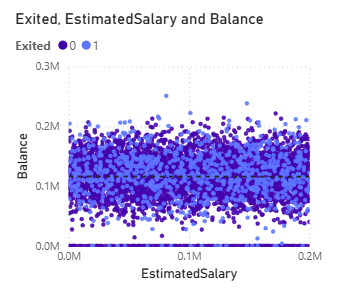 Exited, EstimatedSalary and Balance
Exited 0 1
0.3M
0.2M
0.1M
0.0M
Balance
0.0M 0.1M 0.2M
EstimatedSalary